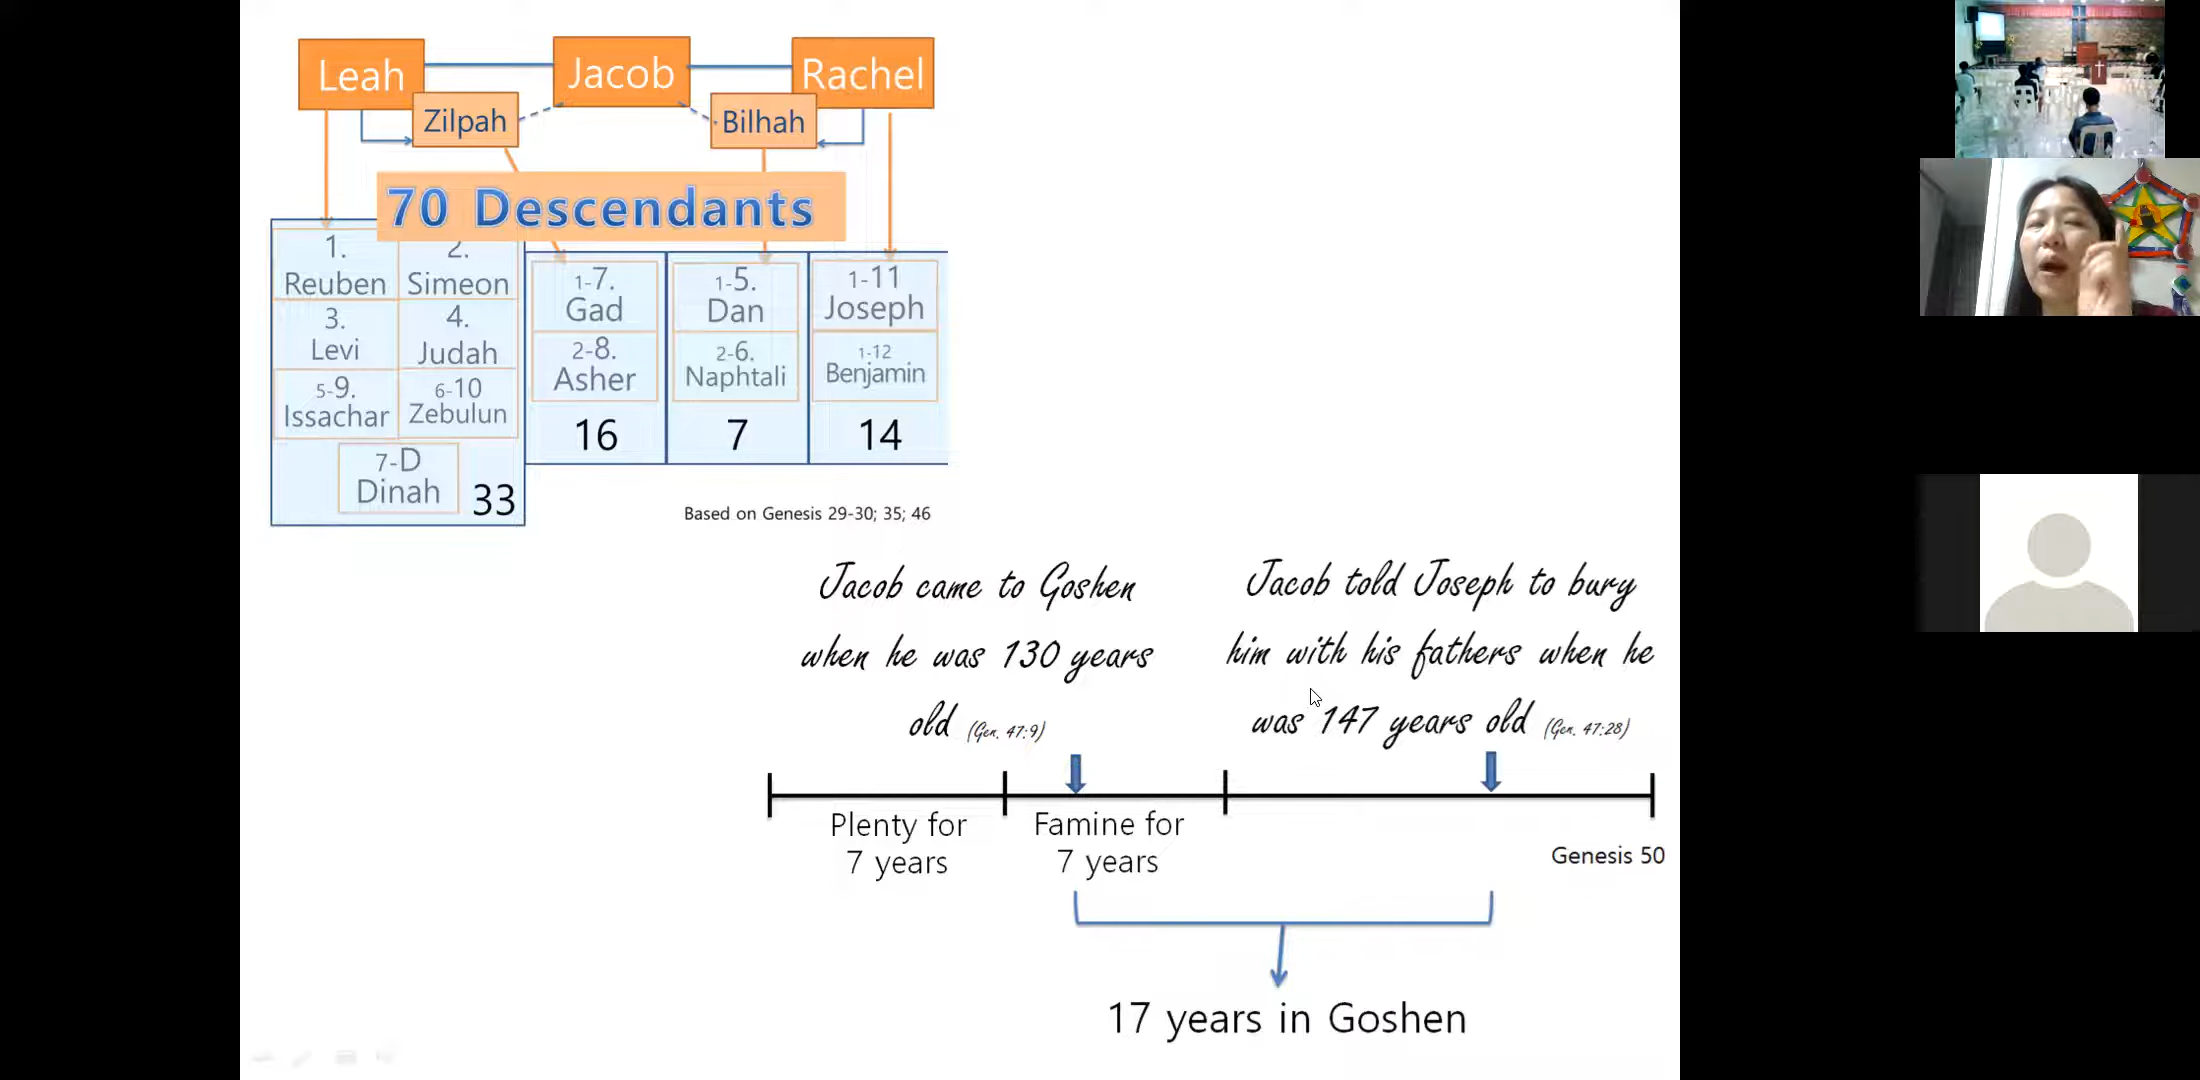 Leah
Jacob
Rachel
Zilpah
Bilhah
70 Descendants
1.
Reuben
2.
Simeon
3.
Levi
4.
Judah
5-9.
Issachar
6-10
Zebulun
7-D
Dinah
33
1-7.
Gad
2-8.
Asher
16
1-5.
Dan
2-6.
Naphtali
7
1-11
Joseph
1-12
Benjamin
14
Based on Genesis 29-30; 35; 46
Jacob came to Goshen
when he was 130 years
old (Gen. 47:9)
Jacob told Joseph to bury
him with his fathers when he
was 147 years old (Gen. 47:28)
Plenty for
7 years
Famine for
7 years
Genesis 50
17 years in Goshen